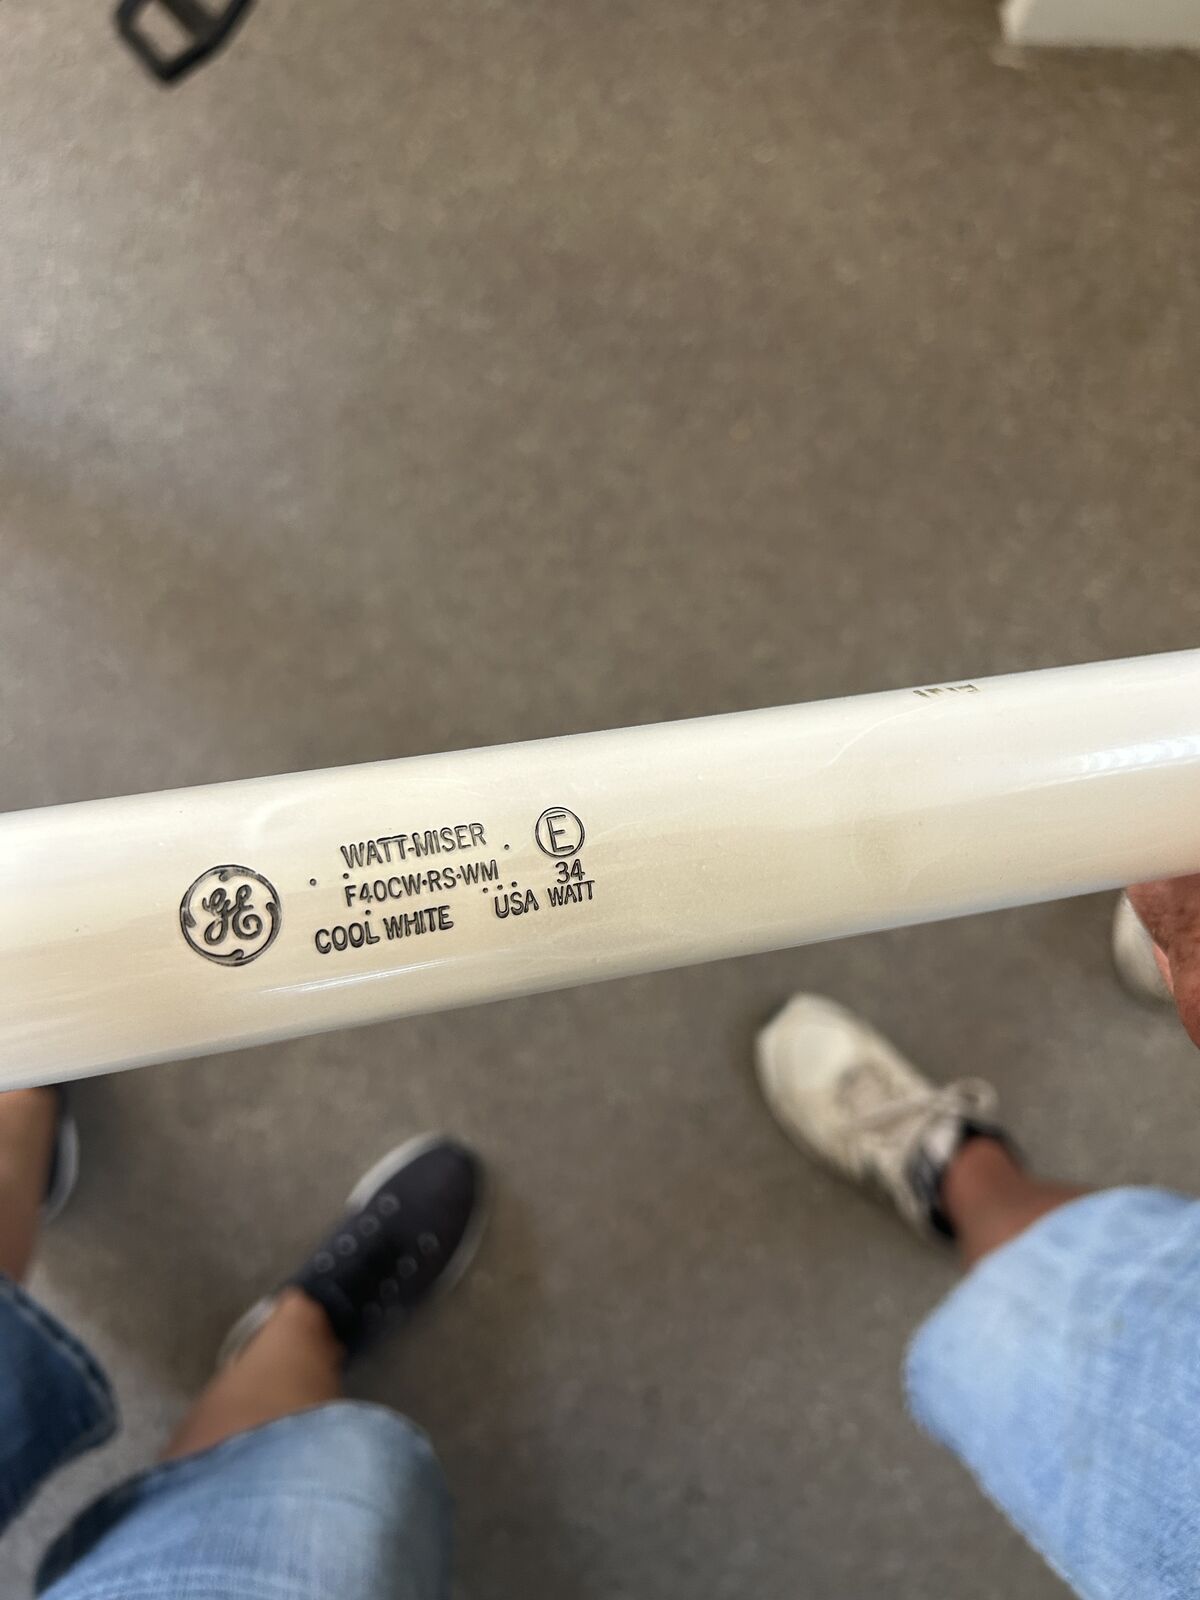 GE
WATT-MISER
F40CW·RS·WM
COOL WHITE
E
34
USA WATT